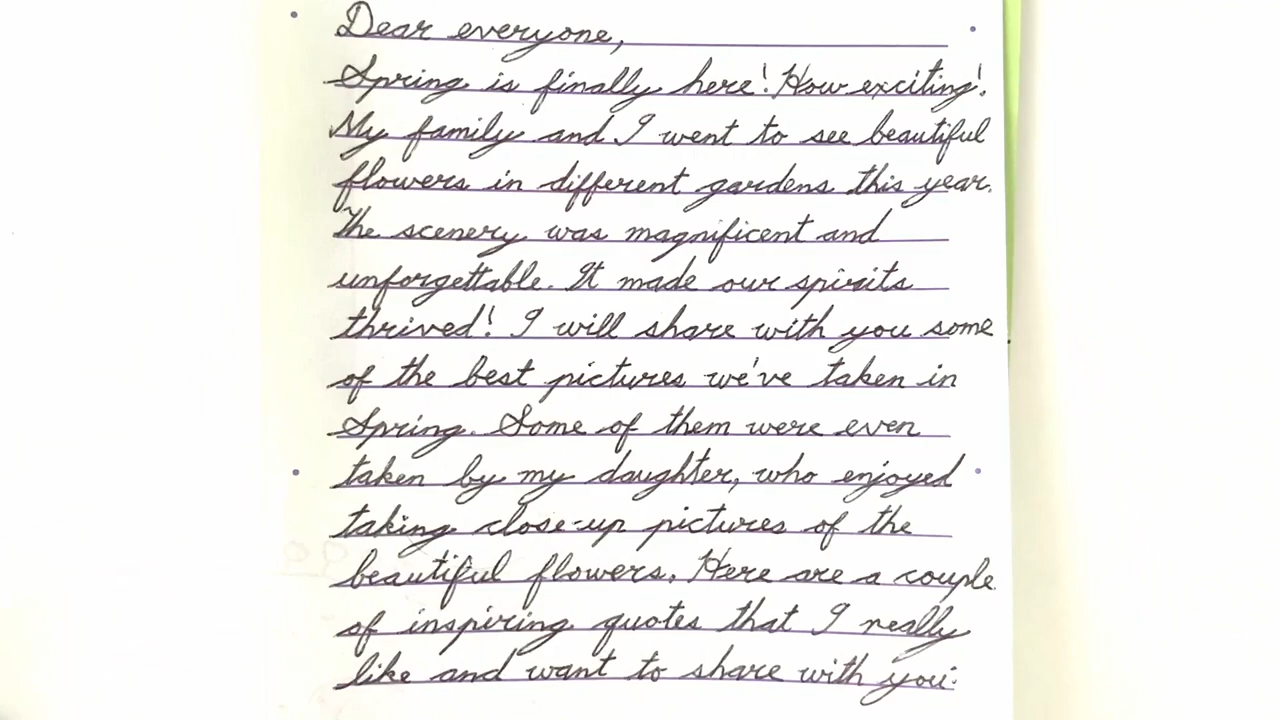 Dear everyone,
Spring is finally here! How exciting!
My family and I went to see beautiful
flowers in different gardens this year.
The scenery was magnificent and
unforgettable. It made our spirits
thrived! I will share with you some
of the best pictures we've taken in
Spring. Some of them were even
taken by my daughter, who enjoyed
taking close-up pictures of the
beautiful flowers. Here are a couple
of inspiring quotes that I really
like and want to share with you: